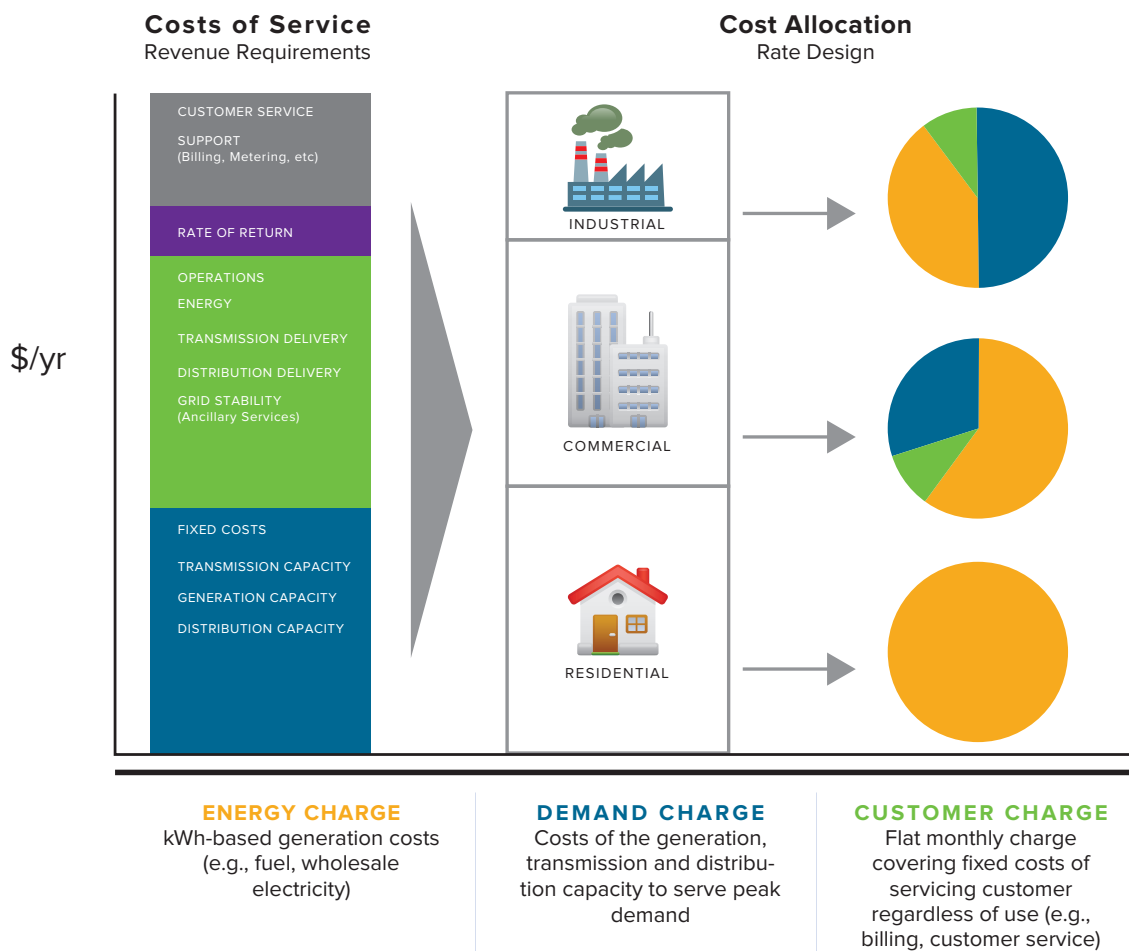 Costs of Service
Revenue Requirements
Cost Allocation
Rate Design
$/yr
CUSTOMER SERVICE
SUPPORT
(Billing, Metering, etc)
RATE OF RETURN
OPERATIONS
ENERGY
TRANSMISSION DELIVERY
DISTRIBUTION DELIVERY
GRID STABILITY
(Ancillary Services)
FIXED COSTS
TRANSMISSION CAPACITY
GENERATION CAPACITY
DISTRIBUTION CAPACITY
INDUSTRIAL
COMMERCIAL
RESIDENTIAL
ENERGY CHARGE
kWh-based generation costs
(e.g., fuel, wholesale
electricity)
DEMAND CHARGE
Costs of the generation,
transmission and distribu-
tion capacity to serve peak
demand
CUSTOMER CHARGE
Flat monthly charge
covering fixed costs of
servicing customer
regardless of use (e.g.,
billing, customer service)